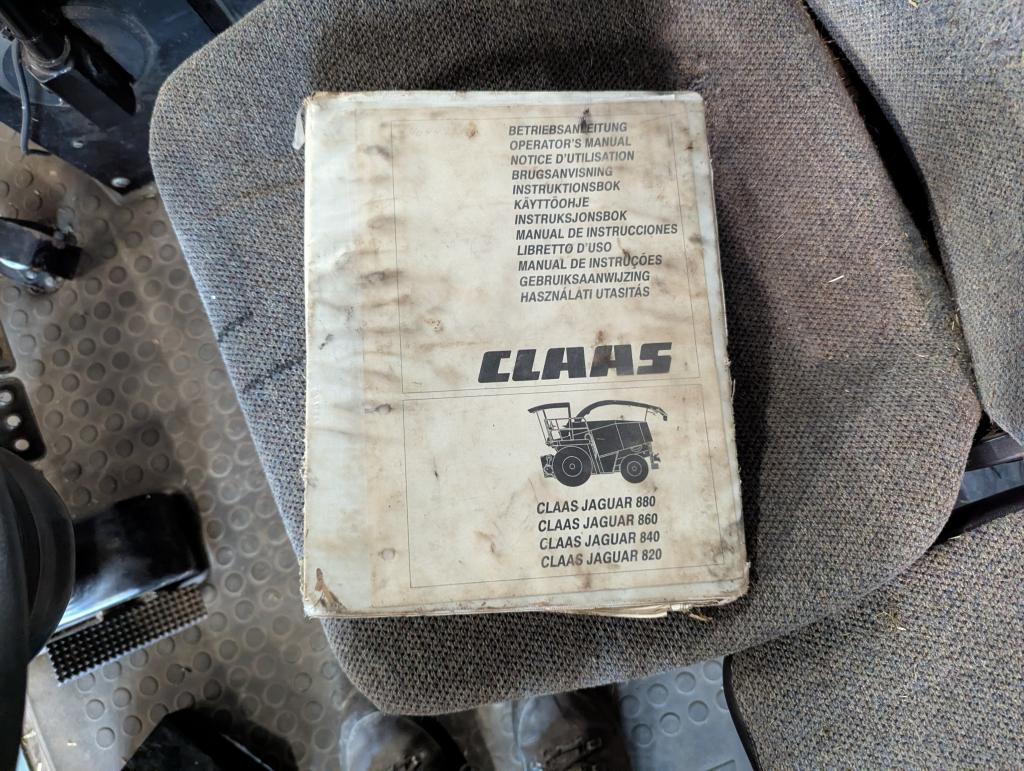 BETRIEBSANLEITUNG
OPERATOR'S MANUAL
NOTICE D'UTILISATION
BRUGSANVISNING
INSTRUKTIONSBOK
KÄYTTÖOHJE
INSTRUKSJONSBOK
MANUAL DE INSTRUCCIONES
LIBRETTO D'USO
MANUAL DE INSTRUÇÕES
GEBRUIKSAANWIJZING
HASZNÁLATI UTASITÁS
CLAAS
CLAAS JAGUAR 880
CLAAS JAGUAR 860
CLAAS JAGUAR 840
CLAAS JAGUAR 820